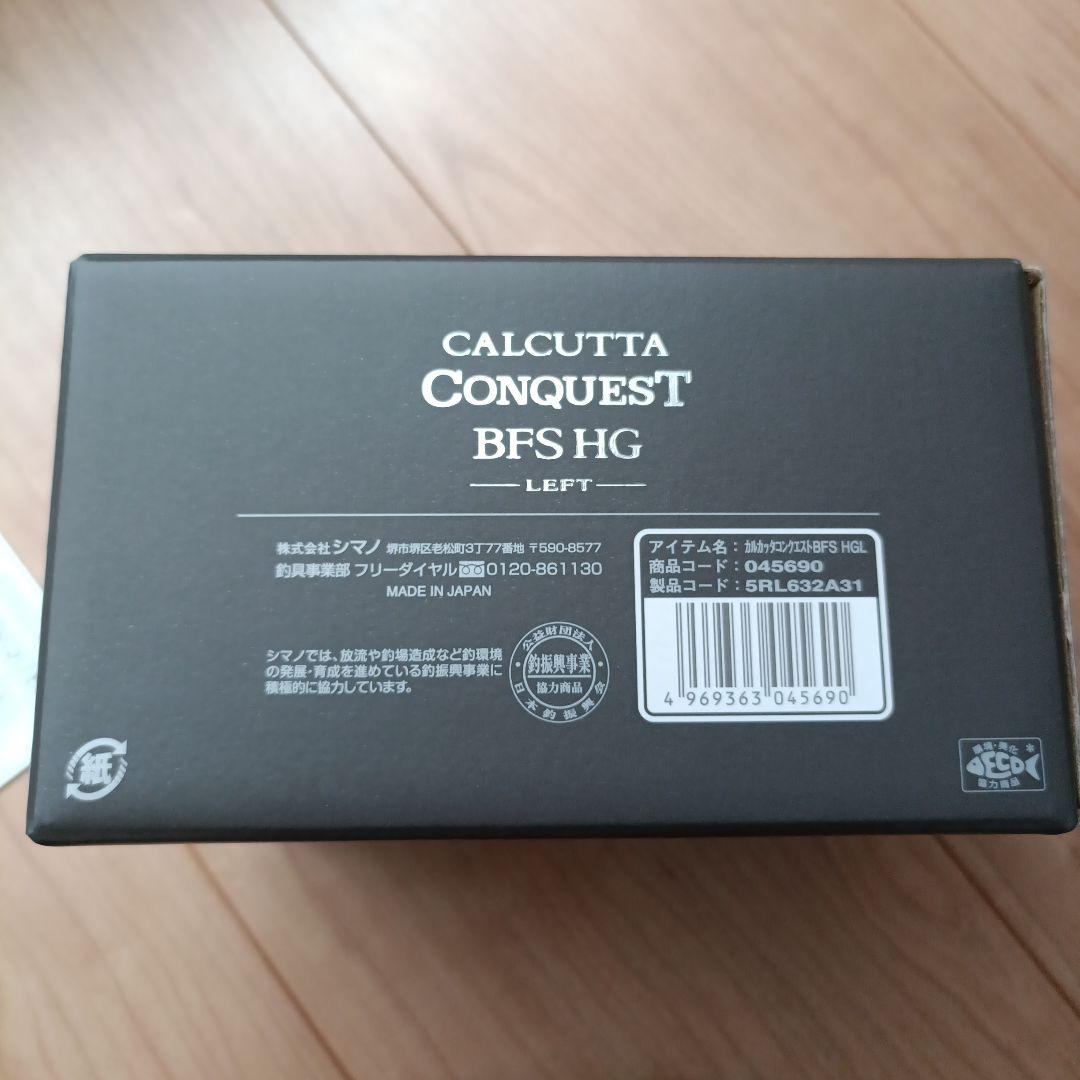 CALCUTTA
CONQUEST
BFS HG
LEFT
株式会社シマノ 堺市堺区老松町3丁77番地 〒590-8577
釣具事業部 フリーダイヤル 0120-861130
MADE IN JAPAN
シマノでは、放流や釣場造成など釣環境
の発展・育成を進めている釣振興事業に
積極的に協力しています。
公益財団法人
釣振興事業
協力商品
日本釣振興会
アイテム名:カルカッタコンクエストBFS HGL
商品コード:045690
製品コード:5RL632A31
4 969363 045690
紙
環境・美化
ECO
協力商品